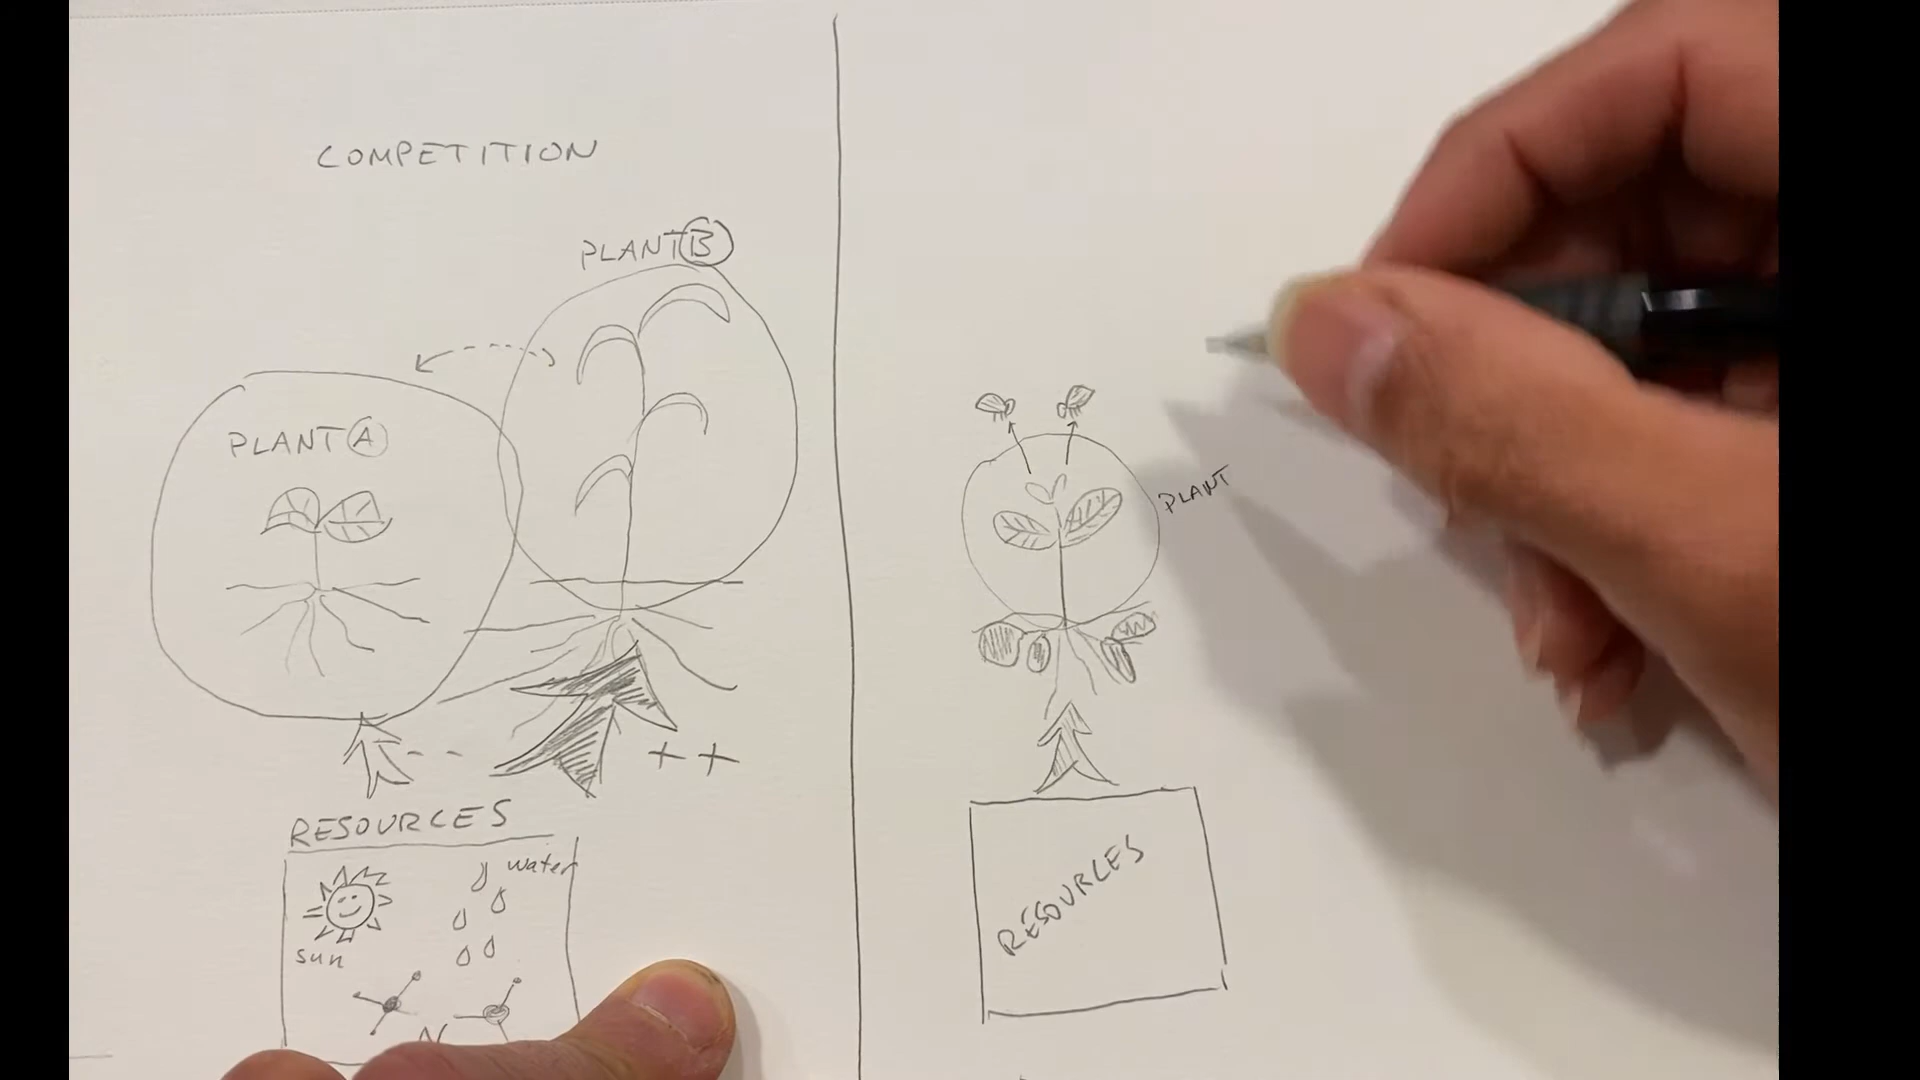 COMPETITION
PLANT B
PLANT A
RESOURCES
water
sun
N
PLANT
RESOURCES